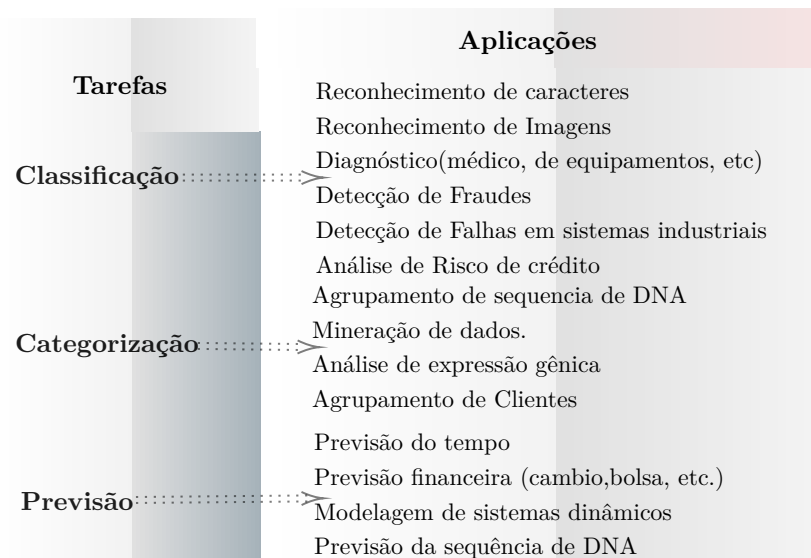 Aplicações
Tarefas
Reconhecimento de caracteres
Reconhecimento de Imagens
Classificação
Diagnóstico(médico, de equipamentos, etc)
Detecção de Fraudes
Detecção de Falhas em sistemas industriais
Análise de Risco de crédito
Agrupamento de sequencia de DNA
Categorização
Mineração de dados.
Análise de expressão gênica
Agrupamento de Clientes
Previsão do tempo
Previsão financeira (cambio,bolsa, etc.)
Previsão
Modelagem de sistemas dinâmicos
Previsão da sequência de DNA